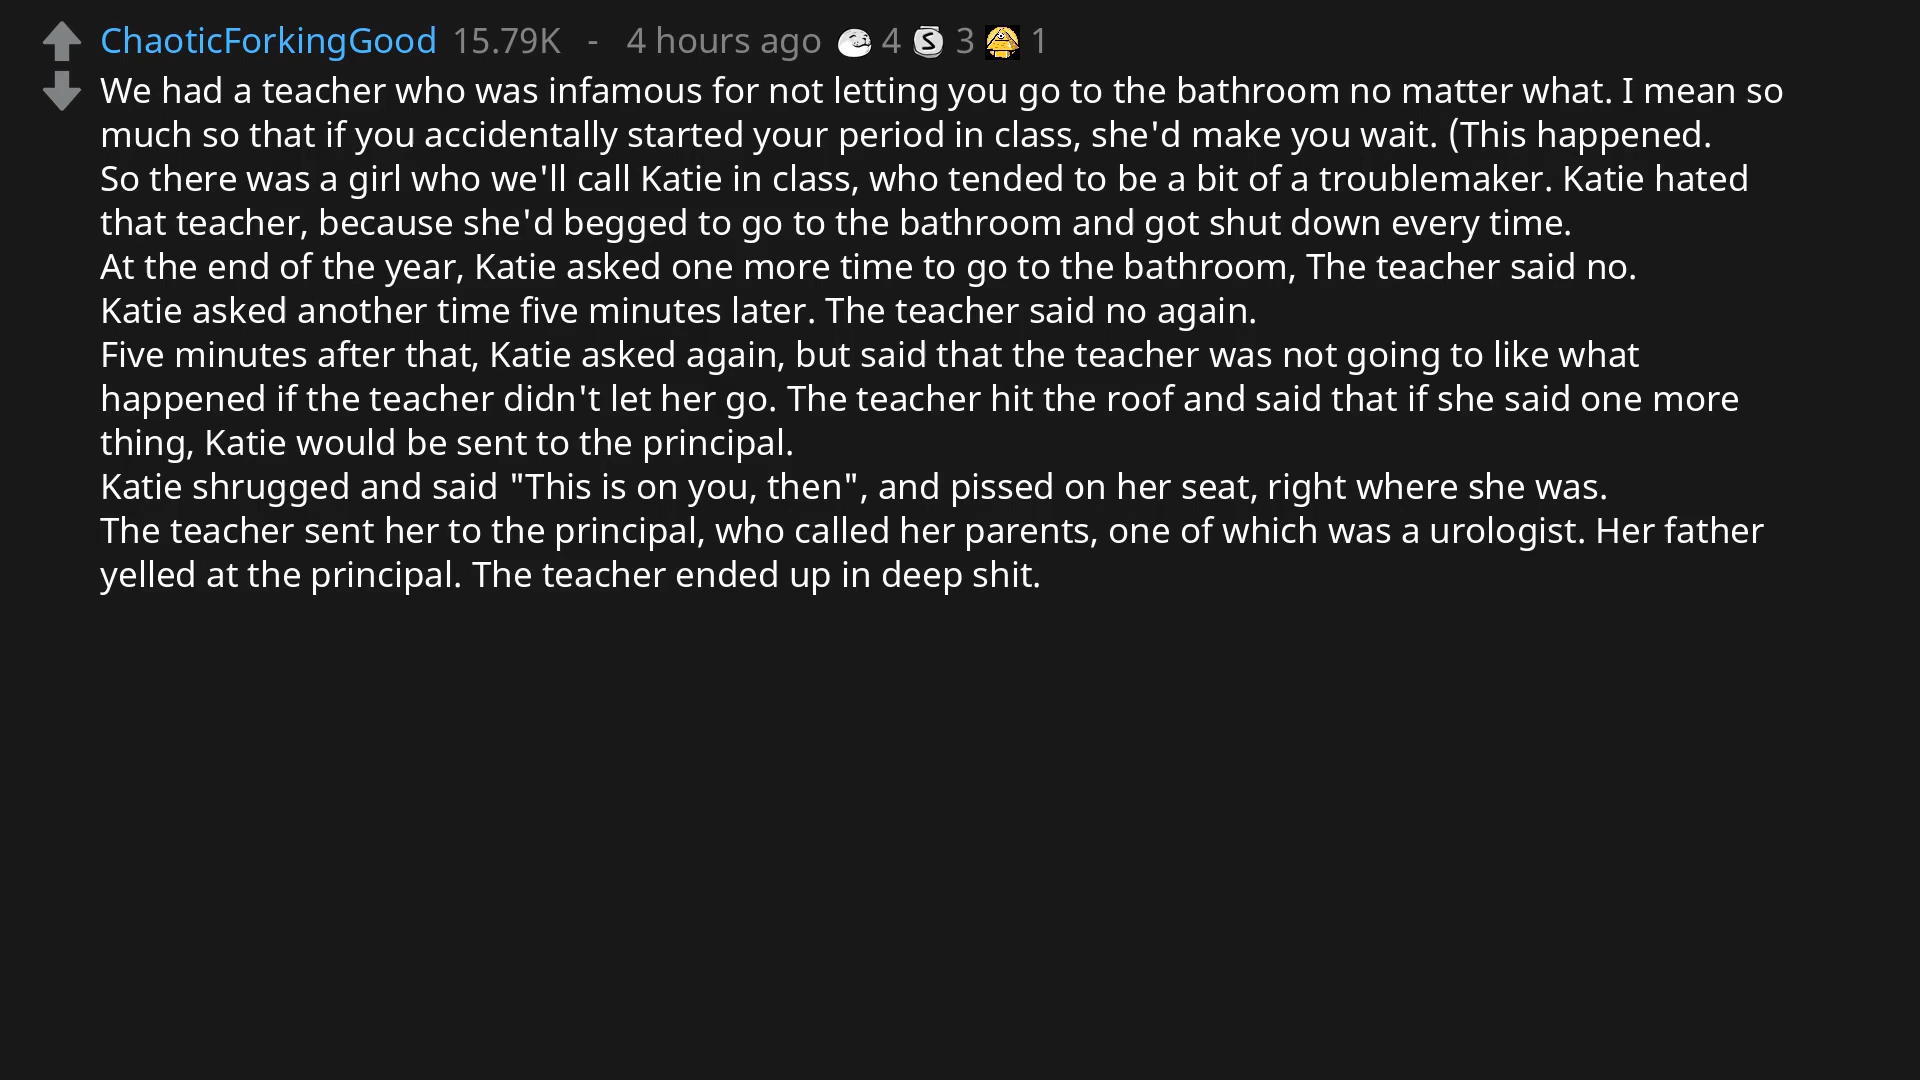 ChaoticForkingGood 15.79K - 4 hours ago 4 S 3 1
We had a teacher who was infamous for not letting you go to the bathroom no matter what. I mean so
much so that if you accidentally started your period in class, she'd make you wait. (This happened.
So there was a girl who we'll call Katie in class, who tended to be a bit of a troublemaker. Katie hated
that teacher, because she'd begged to go to the bathroom and got shut down every time.
At the end of the year, Katie asked one more time to go to the bathroom, The teacher said no.
Katie asked another time five minutes later. The teacher said no again.
Five minutes after that, Katie asked again, but said that the teacher was not going to like what
happened if the teacher didn't let her go. The teacher hit the roof and said that if she said one more
thing, Katie would be sent to the principal.
Katie shrugged and said "This is on you, then", and pissed on her seat, right where she was.
The teacher sent her to the principal, who called her parents, one of which was a urologist. Her father
yelled at the principal. The teacher ended up in deep shit.